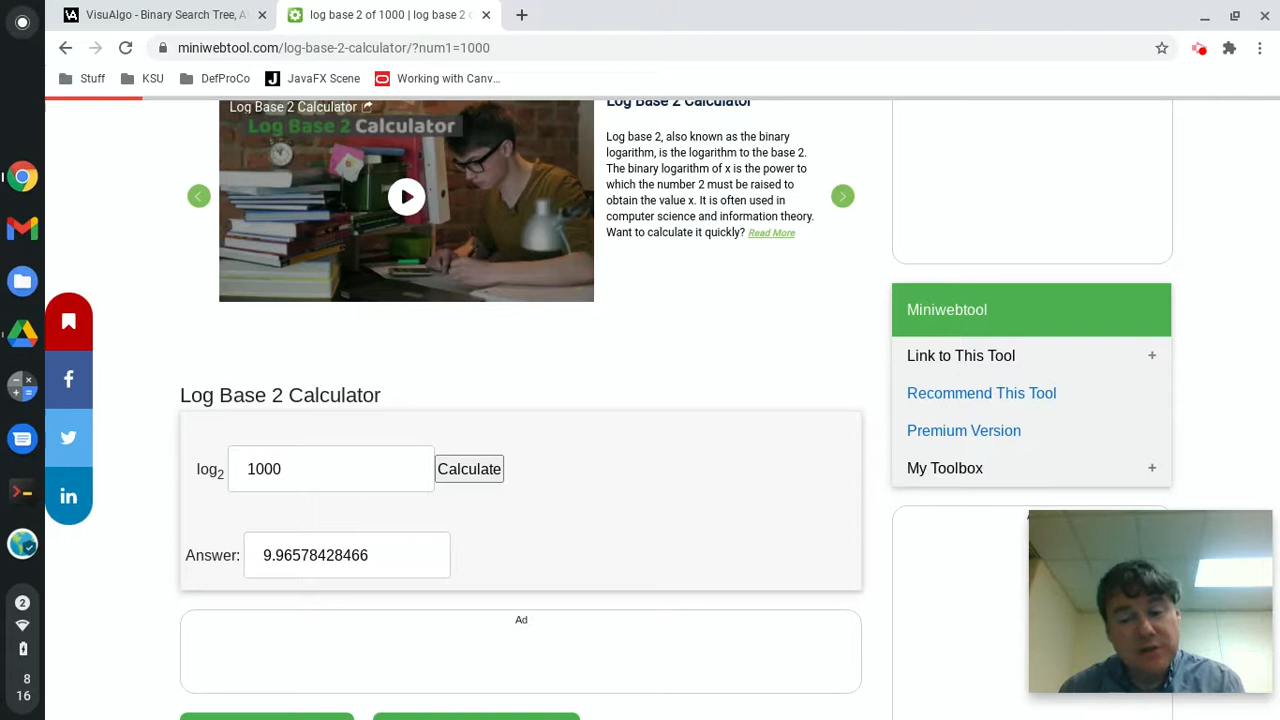 VisuAlgo - Binary Search Tree, A
log base 2 of 1000 | log base 2
miniwebtool.com/log-base-2-calculator/?num1=1000
Stuff
KSU
DefProCo
JavaFX Scene
Working with Canv...
Log Base 2 Calculator
Log Base 2 Calculator
Log Base 2 Calculator
Log base 2, also known as the binary
logarithm, is the logarithm to the base 2.
The binary logarithm of x is the power to
which the number 2 must be raised to
obtain the value x. It is often used in
computer science and information theory.
Want to calculate it quickly? Read More
Miniwebtool
Link to This Tool +
Recommend This Tool
Premium Version
My Toolbox +
Log Base 2 Calculator
log2 1000 Calculate
Answer: 9.96578428466
Ad
2
8
16